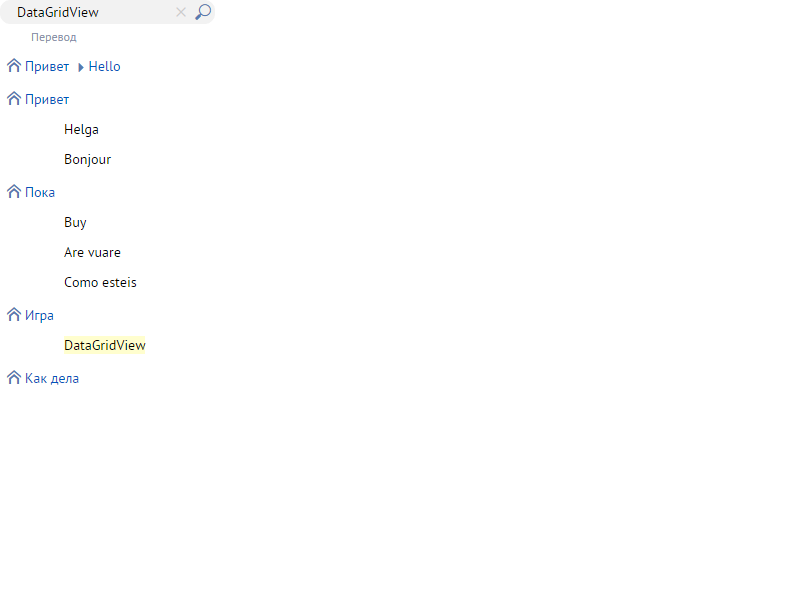 DataGridView
Перевод
Привет Hello
Привет
Helga
Bonjour
Пока
Buy
Are vuare
Como esteis
Игра
DataGridView
Как дела